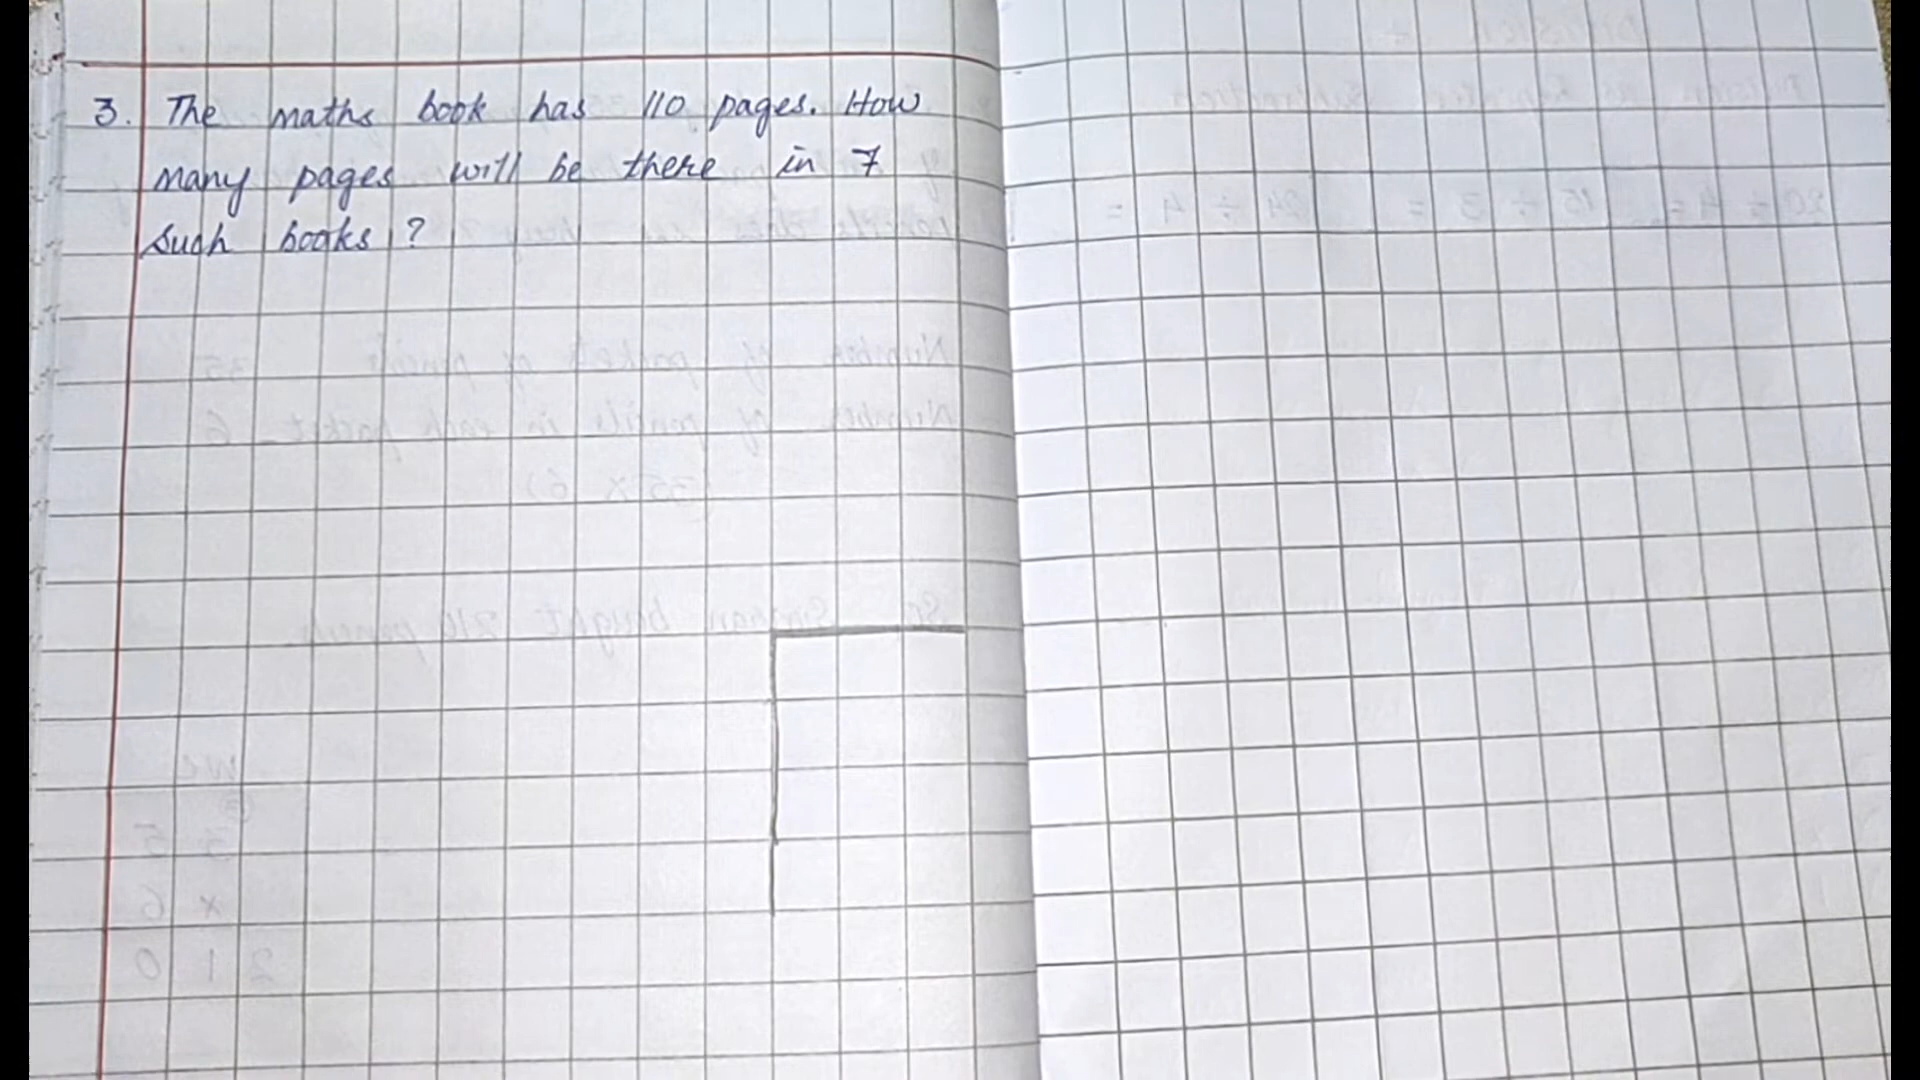 3. The maths book has 110 pages. How
many pages will be there in 7
such books ?